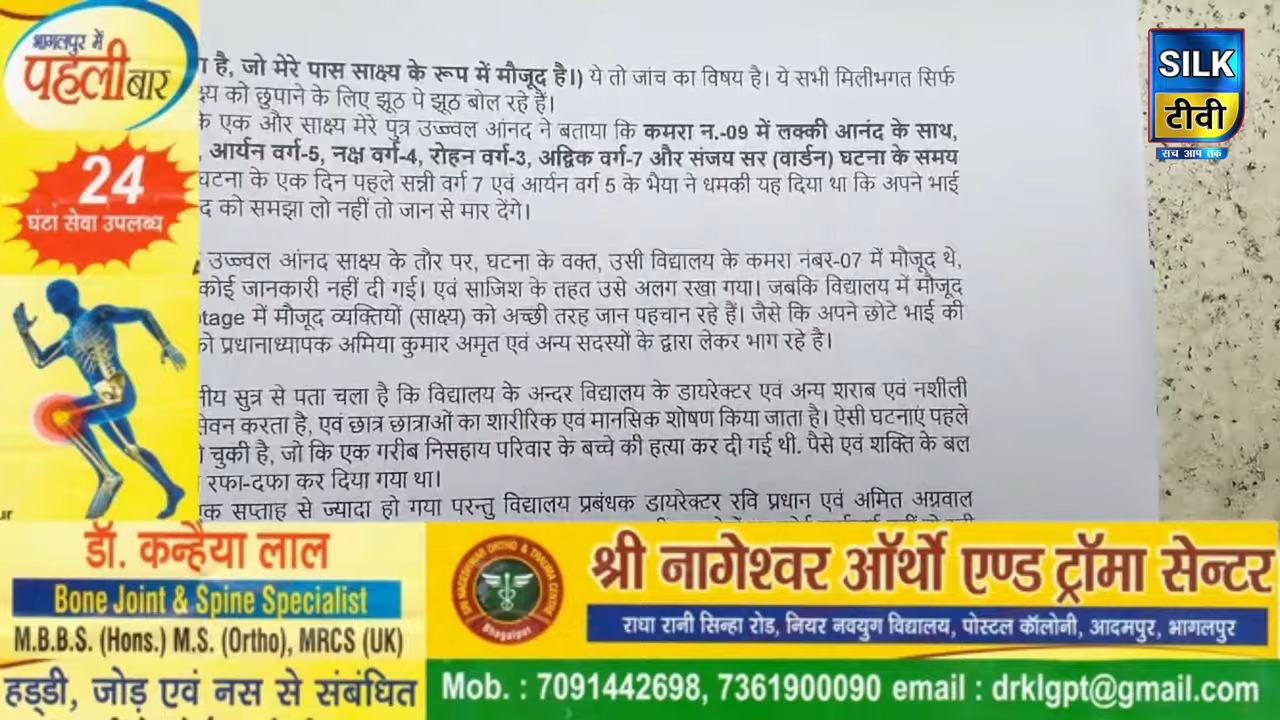 भागलपुर में
पहली बार
24
घंटा सेवा उपलब्ध
है, जो मेरे पास साक्ष्य के रूप में मौजूद है।) ये तो जांच का विषय है। ये सभी मिलीभगत सिर्फ
को छुपाने के लिए झूठ पे झूठ बोल रहे हैं।
के एक और साक्ष्य मेरे पुत्र उज्ज्वल आंनद ने बताया कि कमरा न.-09 में लक्की आनंद के साथ,
, आर्यन वर्ग-5, नक्ष वर्ग-4, रोहन वर्ग-3, अद्विक वर्ग-7 और संजय सर (वार्डन) घटना के समय
घटना के एक दिन पहले सन्नी वर्ग 7 एवं आर्यन वर्ग 5 के भैया ने धमकी यह दिया था कि अपने भाई
द को समझा लो नहीं तो जान से मार देंगे।
उज्ज्वल आंनद साक्ष्य के तौर पर, घटना के वक्त, उसी विद्यालय के कमरा नंबर-07 में मौजूद थे,
कोई जानकारी नहीं दी गई। एवं साजिश के तहत उसे अलग रखा गया। जबकि विद्यालय में मौजूद
tage में मौजूद व्यक्तियों (साक्ष्य) को अच्छी तरह जान पहचान रहे हैं। जैसे कि अपने छोटे भाई की
को प्रधानाध्यापक अमिया कुमार अमृत एवं अन्य सदस्यों के द्वारा लेकर भाग रहे है।
नीय सुत्र से पता चला है कि विद्यालय के अन्दर विद्यालय के डायरेक्टर एवं अन्य शराब एवं नशीली
सेवन करता है, एवं छात्र छात्राओं का शारीरिक एवं मानसिक शोषण किया जाता है। ऐसी घटनाएं पहले
चुकी है, जो कि एक गरीब निसहाय परिवार के बच्चे की हत्या कर दी गई थी. पैसे एवं शक्ति के बल
रफा-दफा कर दिया गया था।
क सप्ताह से ज्यादा हो गया परन्तु विद्यालय प्रबंधक डायरेक्टर रवि प्रधान एवं अमित अग्रवाल
SILK
टीवी
सच आप तक
डॉ. कन्हैया लाल
Bone Joint & Spine Specialist
M.B.B.S. (Hons.) M.S. (Ortho), MRCS (UK)
हड्डी, जोड़ एवं नस से संबंधित
SRI NAGESHWAR ORTHO & TRAUMA CENTRE
Bhagalpur
श्री नागेश्वर ऑर्थो एण्ड ट्रॉमा सेन्टर
राधा रानी सिन्हा रोड, नियर नवयुग विद्यालय, पोस्टल कॉलोनी, आदमपुर, भागलपुर
Mob. : 7091442698, 7361900090 email : drklgpt@gmail.com